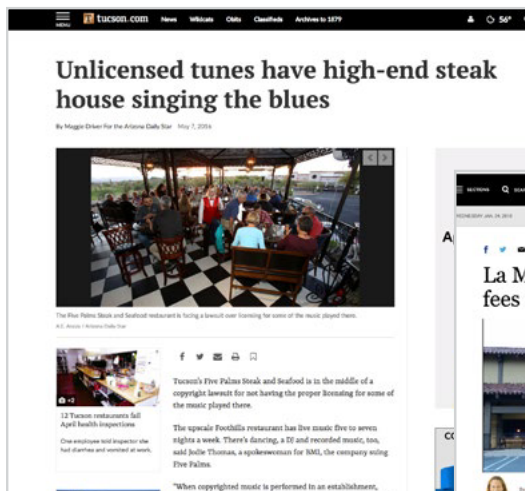 MENU tucson.com News Wildcats Obits Classifieds Archives to 1879 56°
Unlicensed tunes have high-end steak
house singing the blues
By Maggie Driver For the Arizona Daily Star May 7, 2016
The Five Palms Steak and Seafood restaurant is facing a lawsuit over licensing for some of the music played there.
Arizona Daily Star
+2
12 Tucson restaurants fail
April health inspections
One employee told inspector she
had diarrhea and vomited at work.
Tucson's Five Palms Steak and Seafood is in the middle of a
copyright lawsuit for not having the proper licensing for some of
the music played there.
The upscale Foothills restaurant has live music five to seven
nights a week. There's dancing, a DJ and recorded music, too,
said Jodie Thomas, a spokeswoman for BMI, the company suing
Five Palms.
"When copyrighted music is performed in an establishment,
SECTIONS
La M
fees
CO